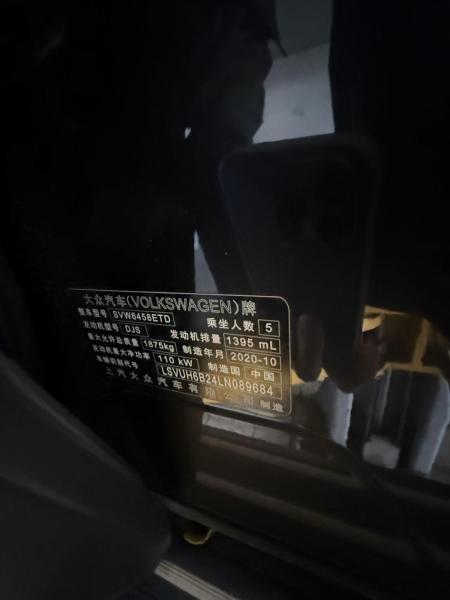 大众汽车(VOLKSWAGEN)牌
整车型号 SVW6458ETD 乘坐人数 5
发动机型号 DJS 发动机排量 1395 mL
最大允许总质量 1875kg 制造年月 2020-10
发动机最大净功率 110 kW 制造国 中国
车辆识别代号 LSVUH6B24LN089684
上汽大众汽车有限公司 制造